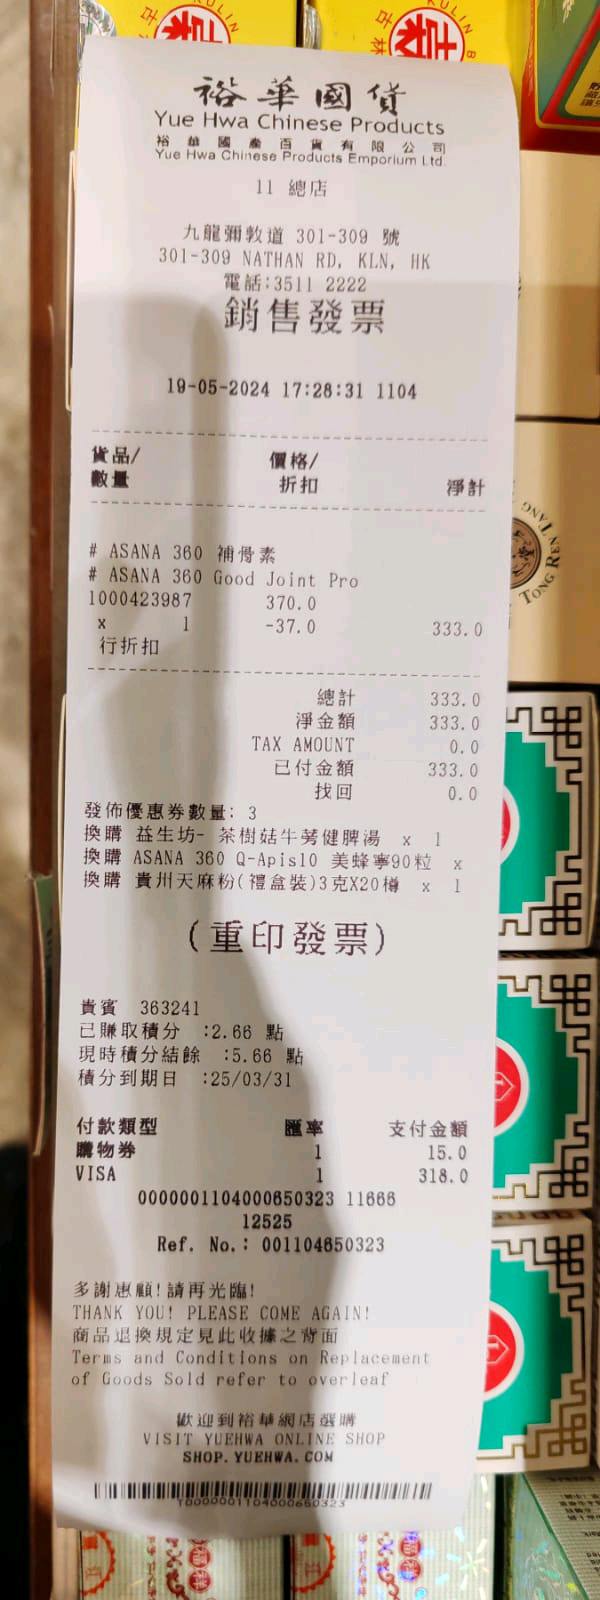 裕華國貨
Yue Hwa Chinese Products
裕華國產百貨有限公司
Yue Hwa Chinese Products Emporium Ltd.
11 總店
九龍彌敦道 301-309 號
301-309 NATHAN RD, KLN, HK
電話:3511 2222
銷售發票
19-05-2024 17:28:31 1104
貨品/ 價格/
數量 折扣 淨計
# ASANA 360 補骨素
# ASANA 360 Good Joint Pro
1000423987 370.0
x 1 -37.0 333.0
行折扣
總計 333.0
淨金額 333.0
TAX AMOUNT 0.0
已付金額 333.0
找回 0.0
發佈優惠券數量: 3
換購 益生坊- 茶樹菇牛蒡健脾湯 x 1
換購 ASANA 360 Q-Apis10 美蜂寧90粒 x
換購 貴州天麻粉(禮盒裝)3克X20樽 x 1
(重印發票)
貴賓 363241
已賺取積分 :2.66 點
現時積分結餘 :5.66 點
積分到期日 :25/03/31
付款類型 匯率 支付金額
購物券 1 15.0
VISA 1 318.0
0000001104000650323 11666
12525
Ref. No.: 001104650323
多謝惠顧!請再光臨!
THANK YOU! PLEASE COME AGAIN!
商品退換規定見此收據之背面
Terms and Conditions on Replacement
of Goods Sold refer to overleaf
歡迎到裕華網店選購
VISIT YUEHWA ONLINE SHOP
SHOP.YUEHWA.COM
T0000001104000650323
TONG REN TANG